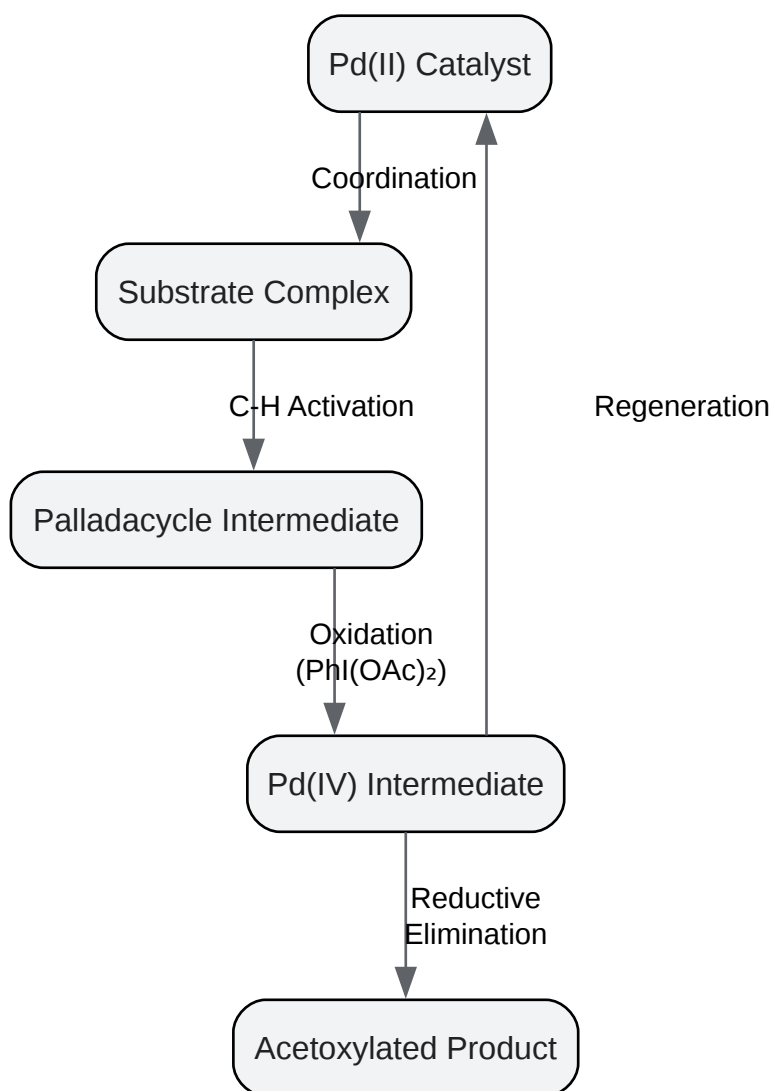 Pd(II) Catalyst
Coordination
Substrate Complex
C-H Activation
Regeneration
Palladacycle Intermediate
Oxidation
(PhI(OAc)₂)
Pd(IV) Intermediate
Reductive
Elimination
Acetoxylated Product